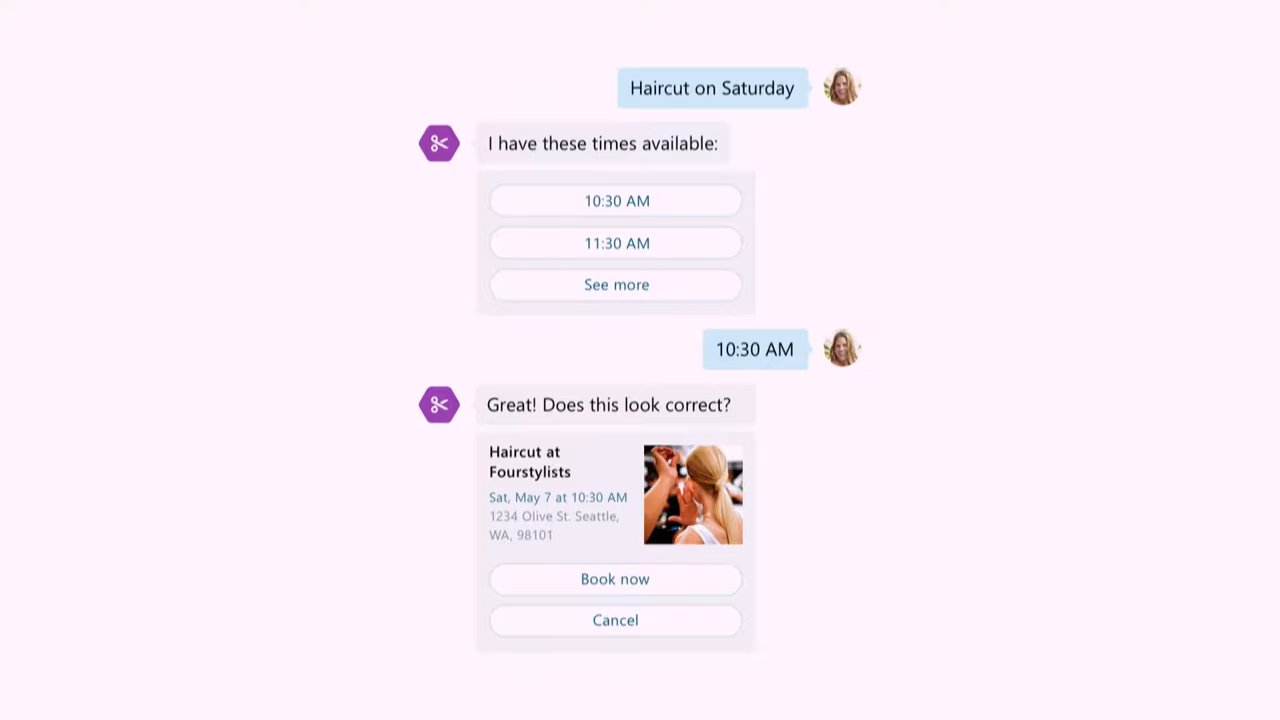 Haircut on Saturday
I have these times available:
10:30 AM
11:30 AM
See more
10:30 AM
Great! Does this look correct?
Haircut at
Fourstylists
Sat, May 7 at 10:30 AM
1234 Olive St. Seattle,
WA, 98101
Book now
Cancel